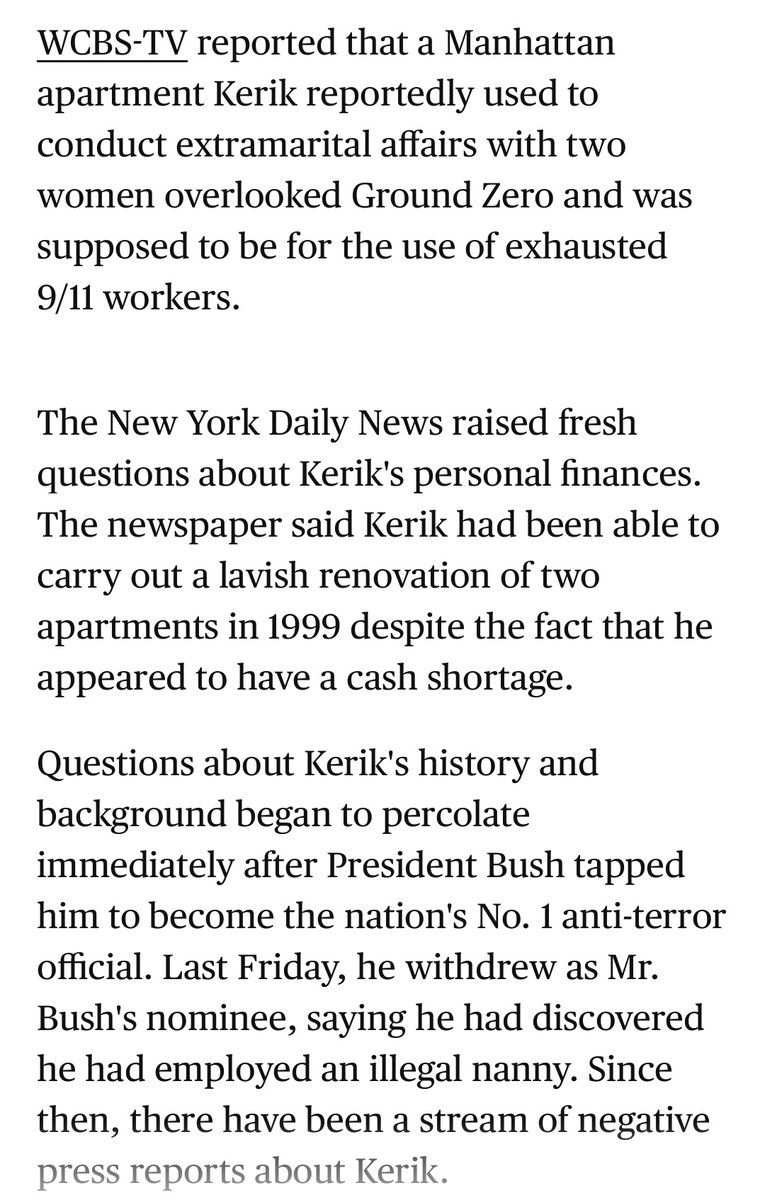 WCBS-TV reported that a Manhattan
apartment Kerik reportedly used to
conduct extramarital affairs with two
women overlooked Ground Zero and was
supposed to be for the use of exhausted
9/11 workers.
The New York Daily News raised fresh
questions about Kerik's personal finances.
The newspaper said Kerik had been able to
carry out a lavish renovation of two
apartments in 1999 despite the fact that he
appeared to have a cash shortage.
Questions about Kerik's history and
background began to percolate
immediately after President Bush tapped
him to become the nation's No. 1 anti-terror
official. Last Friday, he withdrew as Mr.
Bush's nominee, saying he had discovered
he had employed an illegal nanny. Since
then, there have been a stream of negative
press reports about Kerik.